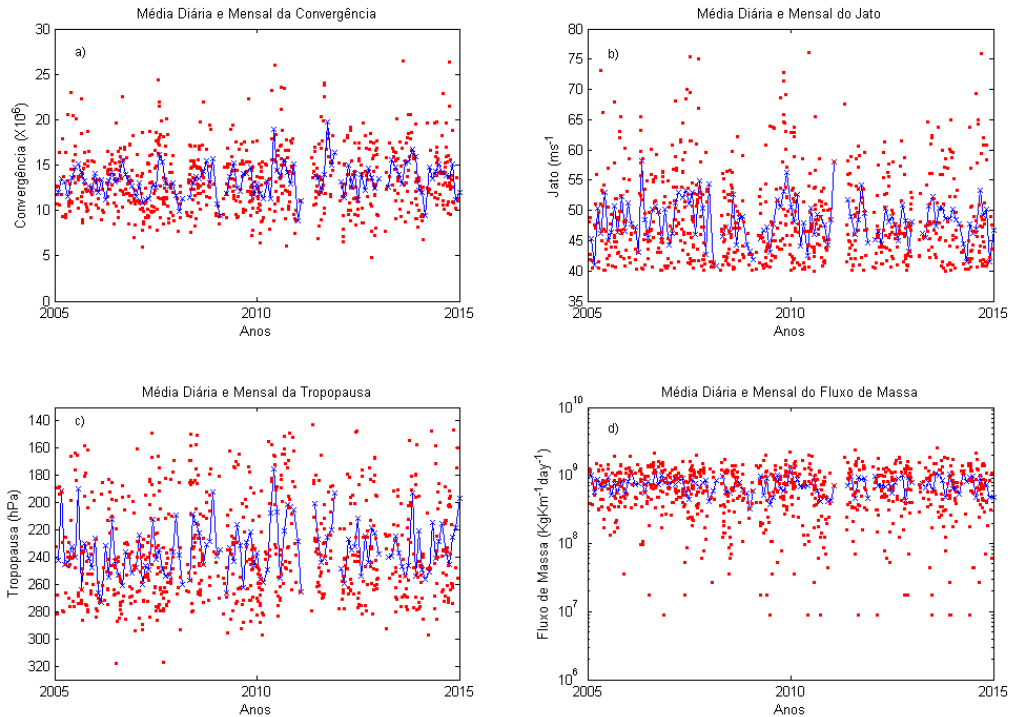 Média Diária e Mensal da Convergência
a)
30
25
20
15
10
5
0
Convergência (X10⁶)
2005
2010
2015
Anos
Média Diária e Mensal do Jato
b)
80
75
70
65
60
55
50
45
40
35
Jato (ms⁻¹)
2005
2010
2015
Anos
Média Diária e Mensal da Tropopausa
c)
140
160
180
200
220
240
260
280
300
320
Tropopausa (hPa)
2005
2010
2015
Anos
Média Diária e Mensal do Fluxo de Massa
d)
10¹⁰
10⁹
10⁸
10⁷
10⁶
Fluxo de Massa (KgKm⁻¹day⁻¹)
2005
2010
2015
Anos